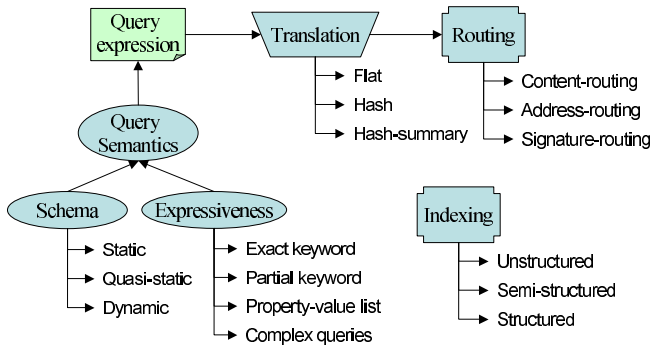 Query
expression
Translation
Routing
Flat
Hash
Hash-summary
Content-routing
Address-routing
Signature-routing
Query
Semantics
Schema
Expressiveness
Indexing
Static
Quasi-static
Dynamic
Exact keyword
Partial keyword
Property-value list
Complex queries
Unstructured
Semi-structured
Structured